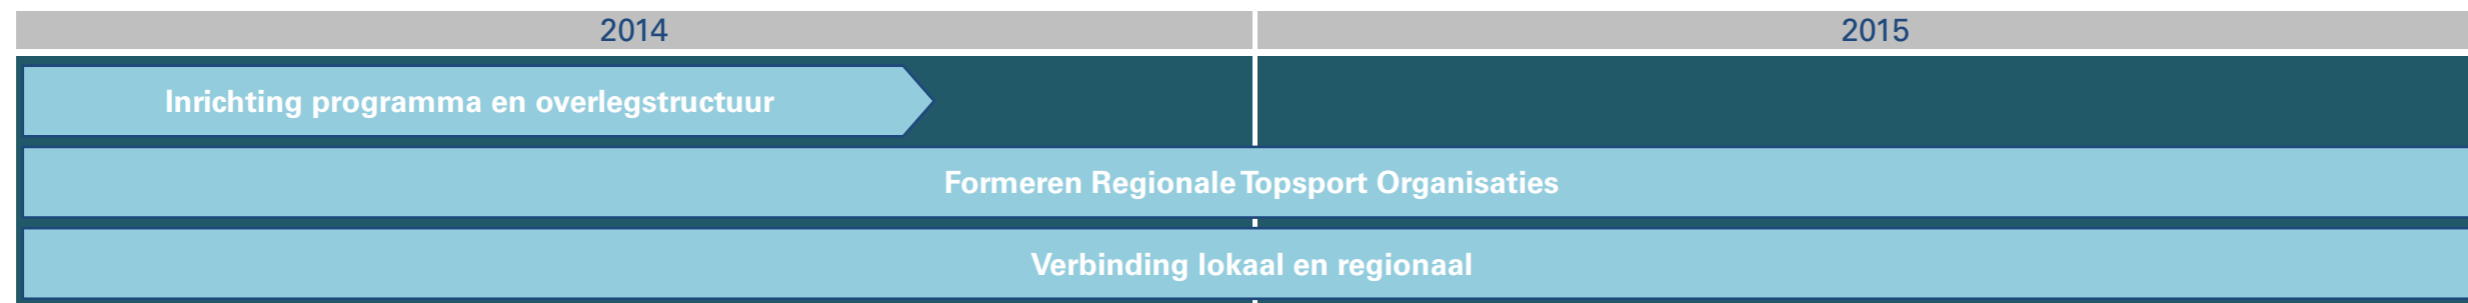 2014 2015
Inrichting programma en overlegstructuur
Formeren Regionale Topsport Organisaties
Verbinding lokaal en regionaal